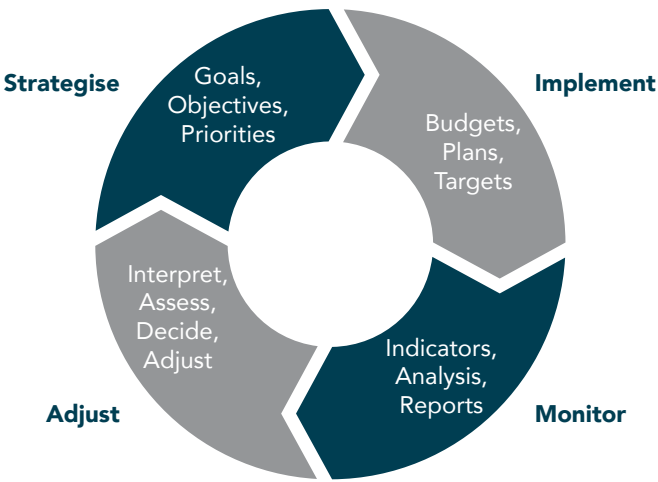 Strategise
Goals,
Objectives,
Priorities
Implement
Budgets,
Plans,
Targets
Monitor
Indicators,
Analysis,
Reports
Adjust
Interpret,
Assess,
Decide,
Adjust